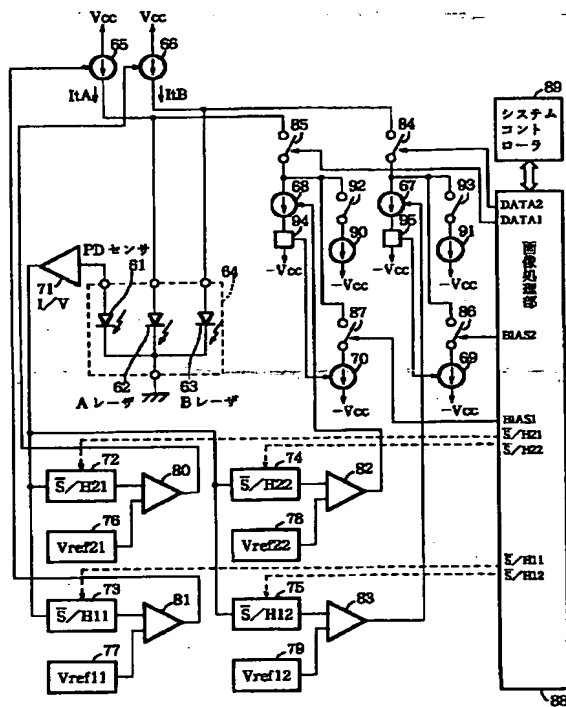 Vcc
Vcc
65
66
ItA
ItB
85
84
89
システム
コント
ローラ
68
92
67
93
DATA2
DATA1
94
90
95
91
-Vcc
-Vcc
-Vcc
-Vcc
画像処理部
PDセンサ
61
64
71
I/V
87
86
BIAS2
62
63
Aレーザ
Bレーザ
70
69
-Vcc
-Vcc
BIAS1
S̅/H21
S̅/H22
72
80
74
82
S̅/H21
S̅/H22
76
78
Vref21
Vref22
S̅/H11
S̅/H12
73
81
75
83
S̅/H11
S̅/H12
77
79
Vref11
Vref12
88